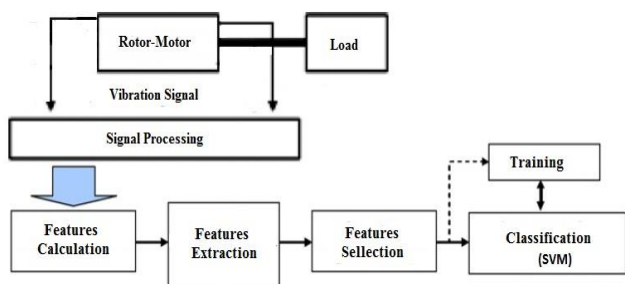 Rotor-Motor
Load
Vibration Signal
Signal Processing
Training
Features
Calculation
Features
Extraction
Features
Sellection
Classification
(SVM)